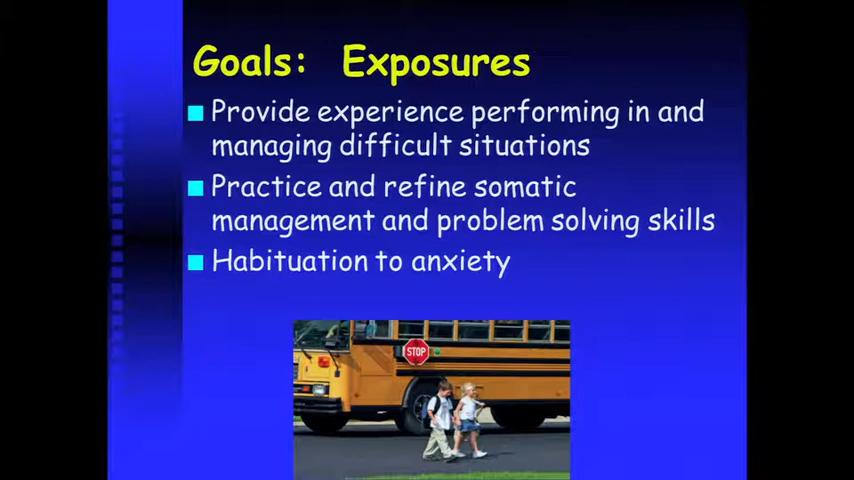 Goals: Exposures
Provide experience performing in and
managing difficult situations
Practice and refine somatic
management and problem solving skills
Habituation to anxiety
STOP